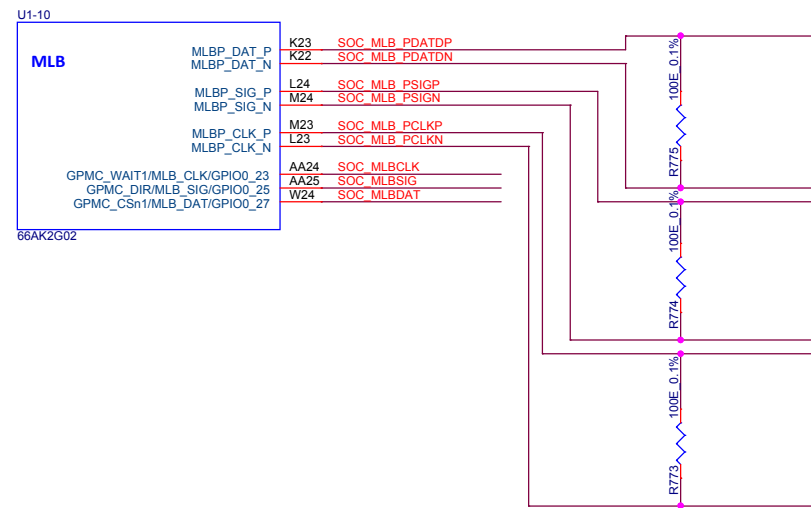 U1-10
MLB
MLBP_DAT_P K23 SOC_MLB_PDATDP
MLBP_DAT_N K22 SOC_MLB_PDATDN
MLBP_SIG_P L24 SOC_MLB_PSIGP
MLBP_SIG_N M24 SOC_MLB_PSIGN
MLBP_CLK_P M23 SOC_MLB_PCLKP
MLBP_CLK_N L23 SOC_MLB_PCLKN
GPMC_WAIT1/MLB_CLK/GPIO0_23 AA24 SOC_MLBCLK
GPMC_DIR/MLB_SIG/GPIO0_25 AA25 SOC_MLBSIG
GPMC_CSn1/MLB_DAT/GPIO0_27 W24 SOC_MLBDAT
66AK2G02
R775 100E_0.1%
R774 100E_0.1%
R773 100E_0.1%